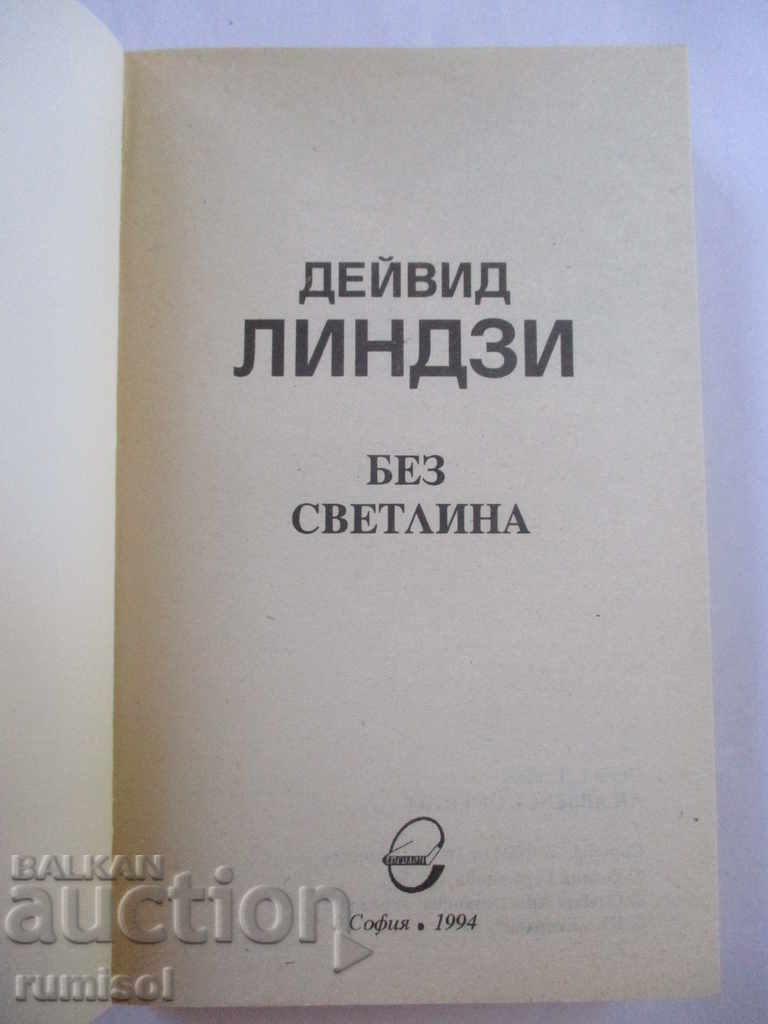 ДЕЙВИД
ЛИНДЗИ
БЕЗ
СВЕТЛИНА
София • 1994
BALKAN
auction
rumisol